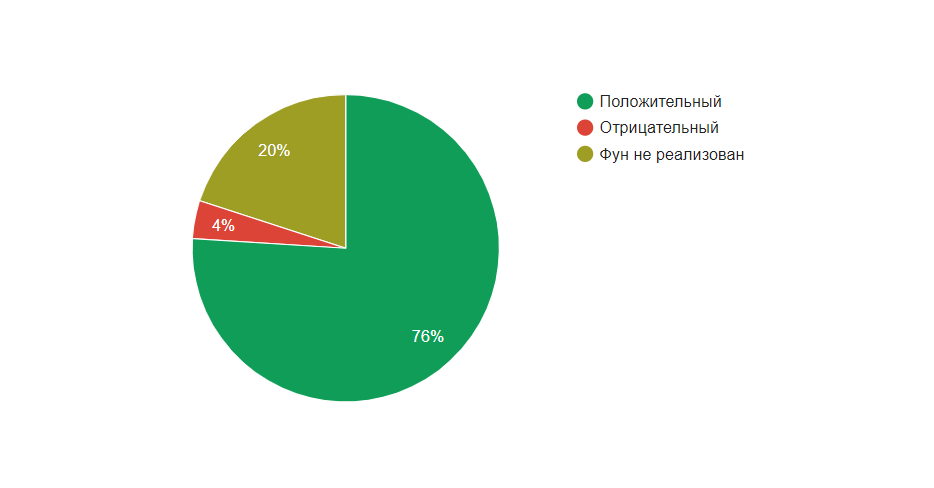 Положительный
Отрицательный
Фун не реализован
20%
4%
76%